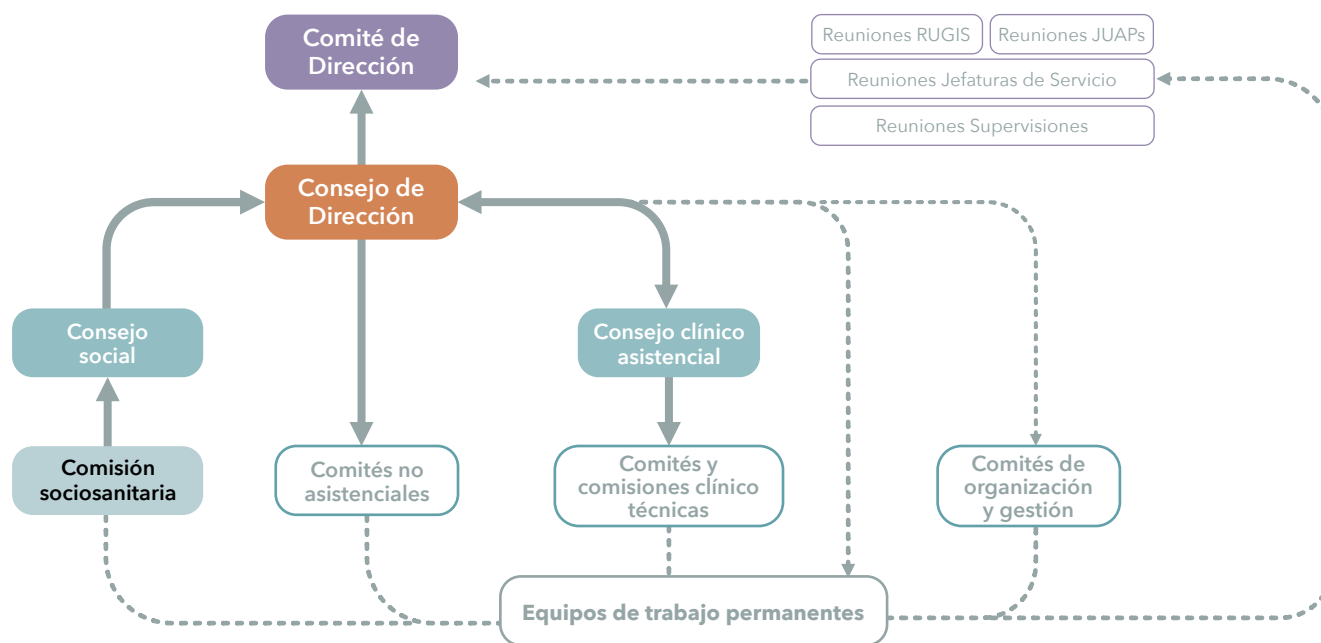 Comité de
Dirección
Reuniones RUGIS
Reuniones JUAPs
Reuniones Jefaturas de Servicio
Reuniones Supervisiones
Consejo de
Dirección
Consejo
social
Consejo clínico
asistencial
Comisión
sociosanitaria
Comités no
asistenciales
Comités y
comisiones clínico
técnicas
Comités de
organización
y gestión
Equipos de trabajo permanentes